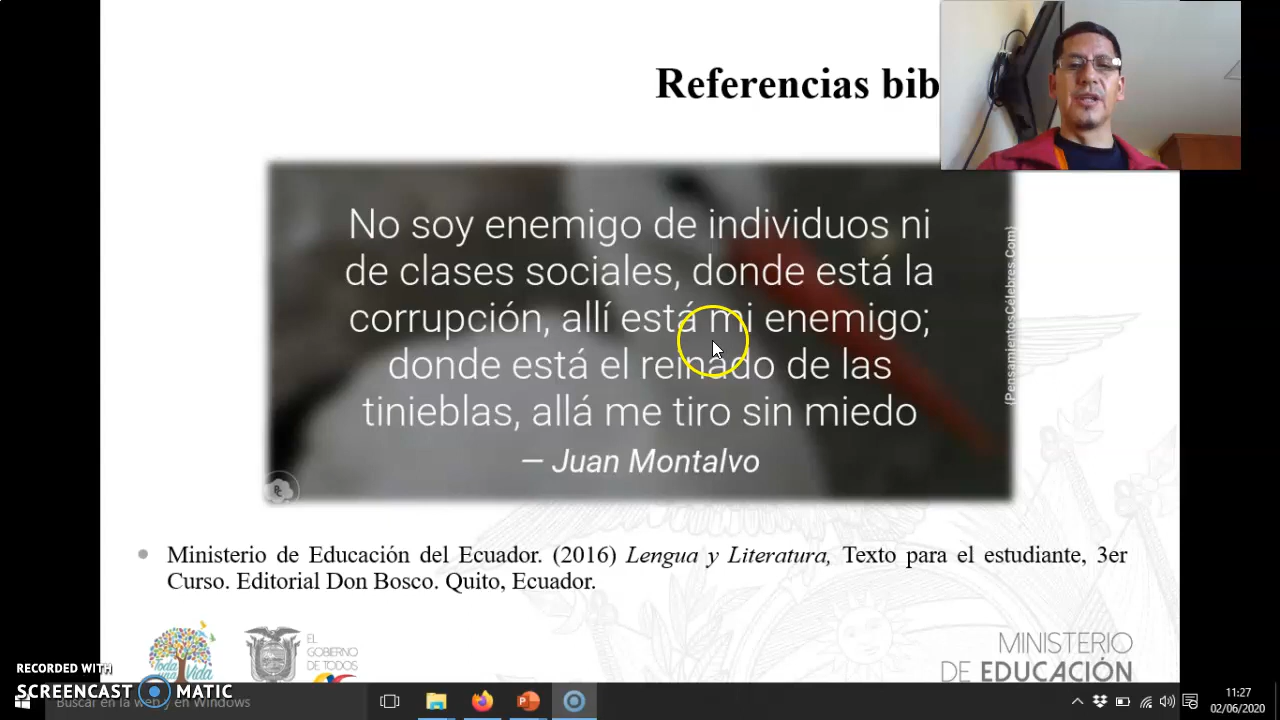 Referencias bib
No soy enemigo de individuos ni
de clases sociales, donde está la
corrupción, allí está mi enemigo;
donde está el reinado de las
tinieblas, allá me tiro sin miedo
— Juan Montalvo
{PensamientosCélebres.Com}
Ministerio de Educación del Ecuador. (2016) Lengua y Literatura, Texto para el estudiante, 3er
Curso. Editorial Don Bosco. Quito, Ecuador.
Toda una Vida
EL
GOBIERNO
DE TODOS
MINISTERIO
DE EDUCACIÓN
RECORDED WITH
SCREENCAST MATIC
Buscar en la web y en Windows
11:27
02/06/2020